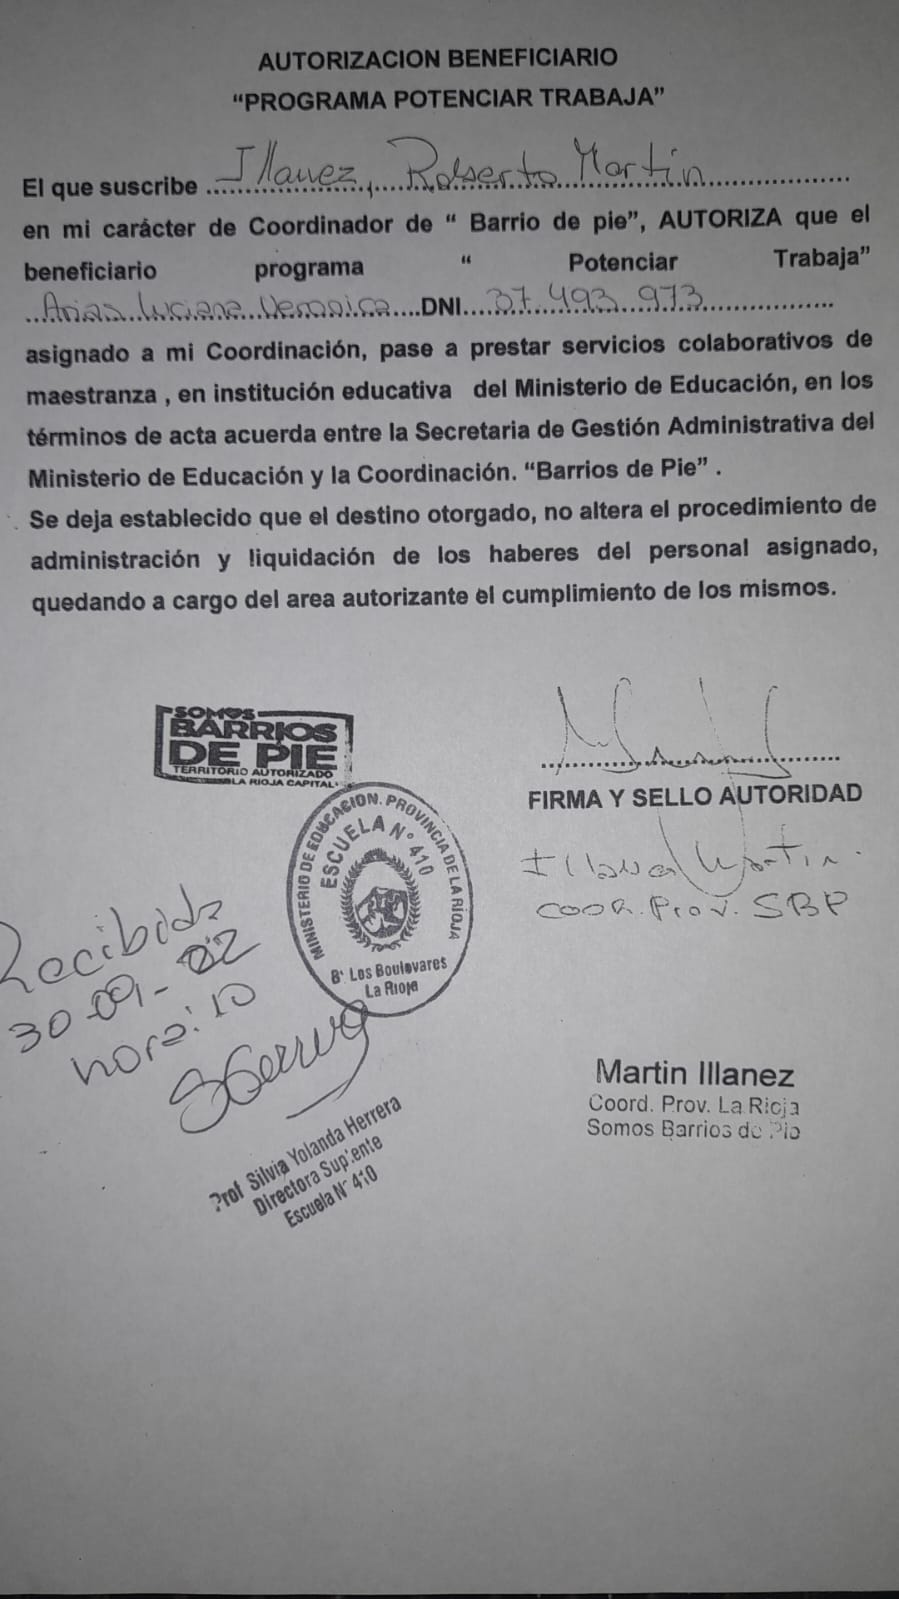 AUTORIZACION BENEFICIARIO
“PROGRAMA POTENCIAR TRABAJA”
El que suscribe Illanez, Roberto Martin
en mi carácter de Coordinador de “ Barrio de pie”, AUTORIZA que el
beneficiario programa “ Potenciar Trabaja”
Arias Luciana Veronica DNI 37.493.973
asignado a mi Coordinación, pase a prestar servicios colaborativos de
maestranza , en institución educativa del Ministerio de Educación, en los
términos de acta acuerda entre la Secretaria de Gestión Administrativa del
Ministerio de Educación y la Coordinación. “Barrios de Pie” .
Se deja establecido que el destino otorgado, no altera el procedimiento de
administración y liquidación de los haberes del personal asignado,
quedando a cargo del area autorizante el cumplimiento de los mismos.
SOMOS
BARRIOS
DE PIE
TERRITORIO AUTORIZADO
LA RIOJA CAPITAL
FIRMA Y SELLO AUTORIDAD
MINISTERIO DE EDUCACION. PROVINCIA DE LA RIOJA
ESCUELA N° 410
B° Los Boulevares
La Rioja
Martin
COOR. Prov. SBP
Recibida
30-09-
hora: 10
Martin Illanez
Coord. Prov. La Rioja
Somos Barrios de Pie
Prof Silvia Yolanda Herrera
Directora Suplente
Escuela N° 410